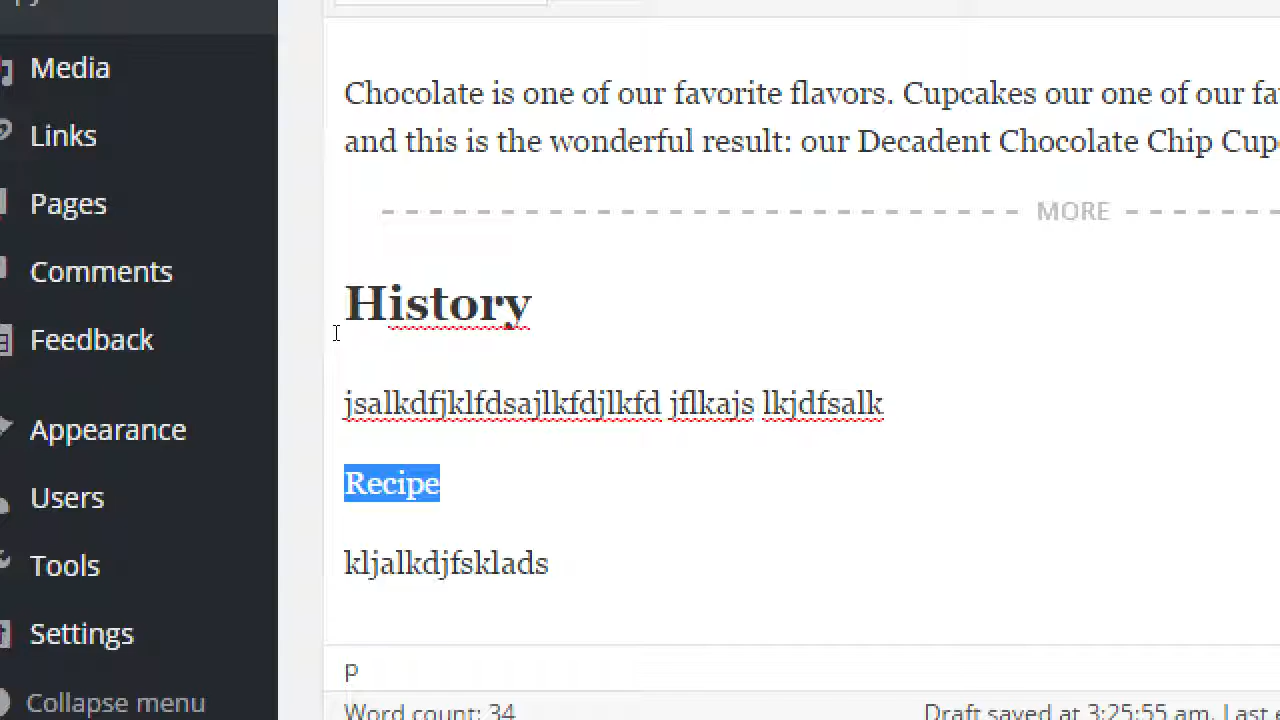 Media
Links
Pages
Comments
Feedback
Appearance
Users
Tools
Settings
Collapse menu
Chocolate is one of our favorite flavors. Cupcakes our one of our
and this is the wonderful result: our Decadent Chocolate Chip
MORE
History
jsalkdfjklfdsajlkfdjlkfd jflkajs lkjdfsalk
Recipe
kljalkdjfsklads
p
Word count: 34
Draft saved at 3:25:55 am. Last